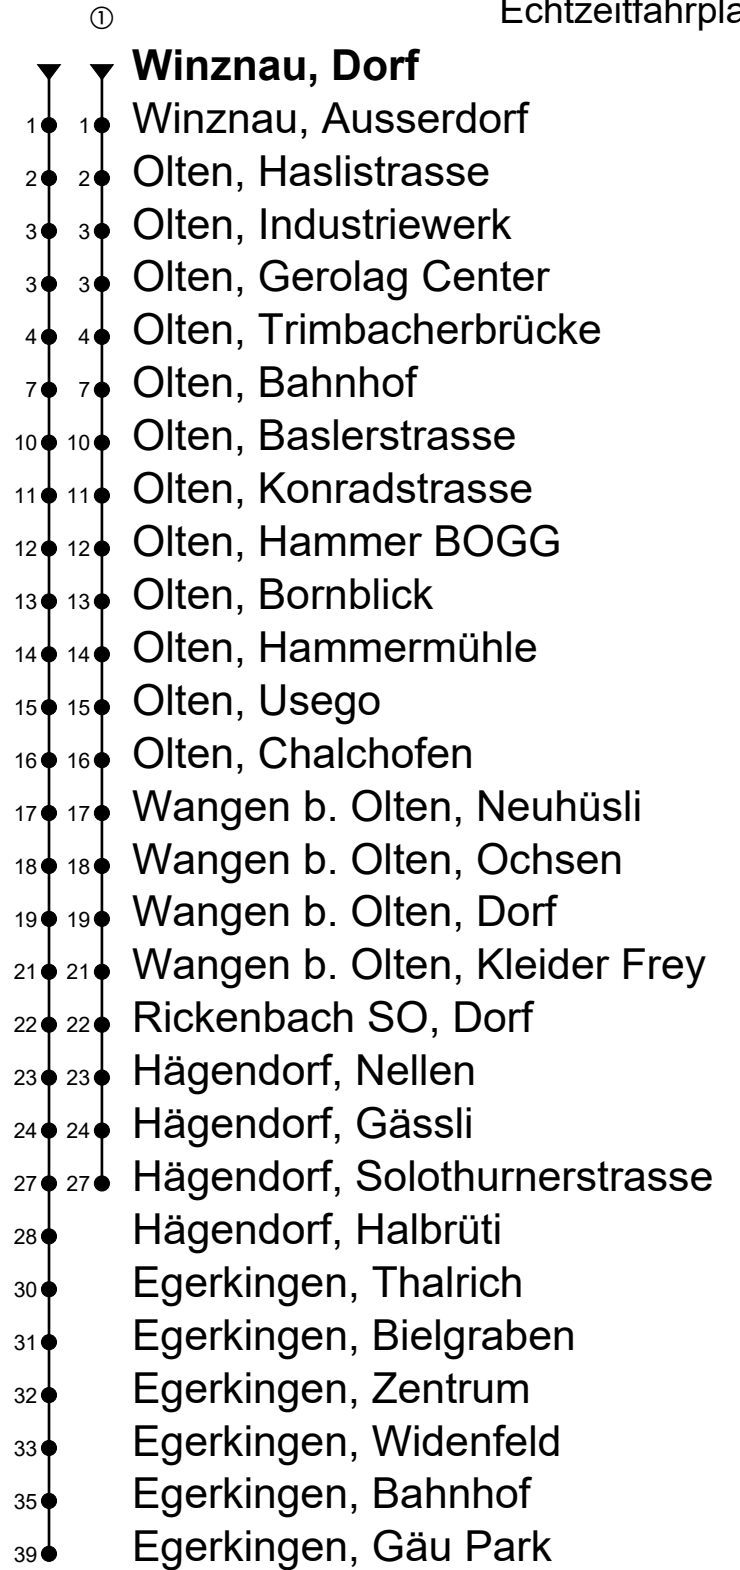 ① Echtzeitfahrpla
Winznau, Dorf
1 1 Winznau, Ausserdorf
2 2 Olten, Haslistrasse
3 3 Olten, Industriewerk
3 3 Olten, Gerolag Center
4 4 Olten, Trimbacherbrücke
7 7 Olten, Bahnhof
10 10 Olten, Baslerstrasse
11 11 Olten, Konradstrasse
12 12 Olten, Hammer BOGG
13 13 Olten, Bornblick
14 14 Olten, Hammermühle
15 15 Olten, Usego
16 16 Olten, Chalchofen
17 17 Wangen b. Olten, Neuhüsli
18 18 Wangen b. Olten, Ochsen
19 19 Wangen b. Olten, Dorf
21 21 Wangen b. Olten, Kleider Frey
22 22 Rickenbach SO, Dorf
23 23 Hägendorf, Nellen
24 24 Hägendorf, Gässli
27 27 Hägendorf, Solothurnerstrasse
28 Hägendorf, Halbrüti
30 Egerkingen, Thalrich
31 Egerkingen, Bielgraben
32 Egerkingen, Zentrum
33 Egerkingen, Widenfeld
35 Egerkingen, Bahnhof
39 Egerkingen, Gäu Park